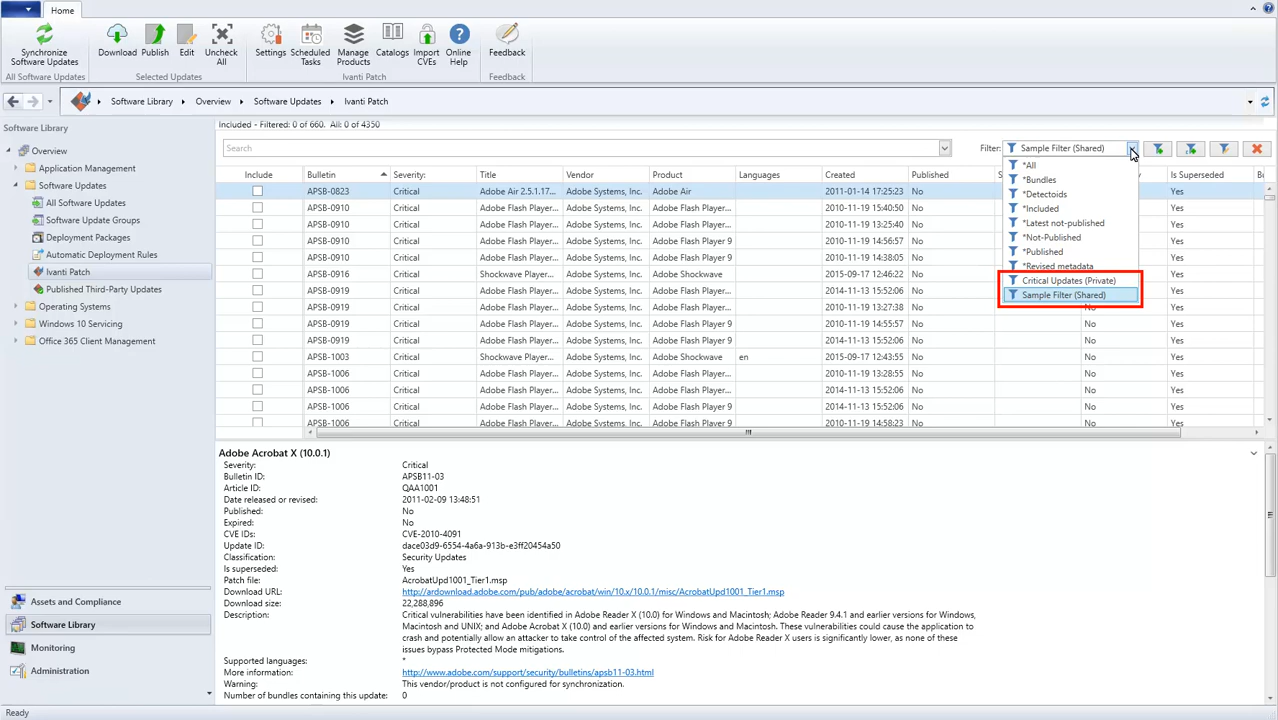 Home
Synchronize Software Updates
Download
Publish
Edit
Uncheck All
Settings
Scheduled Tasks
Manage Products
Catalogs
Import CVEs
Online Help
Feedback
All Software Updates
Selected Updates
Ivanti Patch
Feedback
Software Library
Overview
Software Updates
Ivanti Patch
Software Library
Overview
Application Management
Software Updates
All Software Updates
Software Update Groups
Deployment Packages
Automatic Deployment Rules
Ivanti Patch
Published Third-Party Updates
Operating Systems
Windows 10 Servicing
Office 365 Client Management
Assets and Compliance
Software Library
Monitoring
Administration
Included - Filtered: 0 of 660. All: 0 of 4350
Search
Filter: Sample Filter (Shared)
*All
*Bundles
*Detectoids
*Included
*Latest not-published
*Not-Published
*Published
*Revised metadata
Critical Updates (Private)
Sample Filter (Shared)
Include Bulletin Severity: Title Vendor Product Languages Created Published Is Superseded
APSB-0823 Critical Adobe Air 2.5.1.17... Adobe Systems, Inc. Adobe Air 2011-01-14 17:25:23 No Yes
APSB-0910 Critical Adobe Flash Player... Adobe Systems, Inc. Adobe Flash Player... 2010-11-19 15:40:50 No Yes
APSB-0910 Critical Adobe Flash Player... Adobe Systems, Inc. Adobe Flash Player... 2010-11-19 13:25:40 No Yes
APSB-0910 Critical Adobe Flash Player... Adobe Systems, Inc. Adobe Flash Player 9 2010-11-19 14:56:57 No Yes
APSB-0910 Critical Adobe Flash Player... Adobe Systems, Inc. Adobe Flash Player 9 2010-11-19 14:38:05 No Yes
APSB-0916 Critical Shockwave Player... Adobe Systems, Inc. Adobe Shockwave 2015-09-17 12:46:22 No Yes
APSB-0919 Critical Adobe Flash Player... Adobe Systems, Inc. Adobe Flash Player... 2014-11-13 15:52:06 No Yes
APSB-0919 Critical Adobe Flash Player... Adobe Systems, Inc. Adobe Flash Player... 2010-11-19 13:27:38 No No Yes
APSB-0919 Critical Adobe Flash Player... Adobe Systems, Inc. Adobe Flash Player 9 2010-11-19 14:55:57 No No Yes
APSB-0919 Critical Adobe Flash Player... Adobe Systems, Inc. Adobe Flash Player 9 2014-11-13 15:52:06 No No Yes
APSB-1003 Critical Shockwave Player... Adobe Systems, Inc. Adobe Shockwave en 2015-09-17 12:43:55 No No Yes
APSB-1006 Critical Adobe Flash Player... Adobe Systems, Inc. Adobe Flash Player... 2010-11-19 13:28:55 No No Yes
APSB-1006 Critical Adobe Flash Player... Adobe Systems, Inc. Adobe Flash Player 9 2014-11-13 15:52:06 No No Yes
APSB-1006 Critical Adobe Flash Player... Adobe Systems, Inc. Adobe Flash Player... 2014-11-13 15:52:06 No No Yes
APSB-1006 Critical Adobe Flash Player... Adobe Systems, Inc. Adobe Flash Player 9 2010-11-19 14:58:23 No No Yes
Adobe Acrobat X (10.0.1)
Severity: Critical
Bulletin ID: APSB11-03
Article ID: QAA1001
Date released or revised: 2011-02-09 13:48:51
Published: No
Expired: No
CVE IDs: CVE-2010-4091
Update ID: dace03d9-6554-4a6a-913b-e3ff20454a50
Classification: Security Updates
Is superseded: Yes
Patch file: AcrobatUpd1001_Tier1.msp
Download URL: http://ardownload.adobe.com/pub/adobe/acrobat/win/10.x/10.0.1/misc/AcrobatUpd1001_Tier1.msp
Download size: 22,288,896
Description: Critical vulnerabilities have been identified in Adobe Reader X (10.0) for Windows and Macintosh; Adobe Reader 9.4.1 and earlier versions for Windows,
Macintosh and UNIX; and Adobe Acrobat X (10.0) and earlier versions for Windows and Macintosh. These vulnerabilities could cause the application to
crash and potentially allow an attacker to take control of the affected system. Risk for Adobe Reader X users is significantly lower, as none of these
issues bypass Protected Mode mitigations.
Supported languages: *
More information: http://www.adobe.com/support/security/bulletins/apsb11-03.html
Warning: This vendor/product is not configured for synchronization.
Number of bundles containing this update: 0
Ready